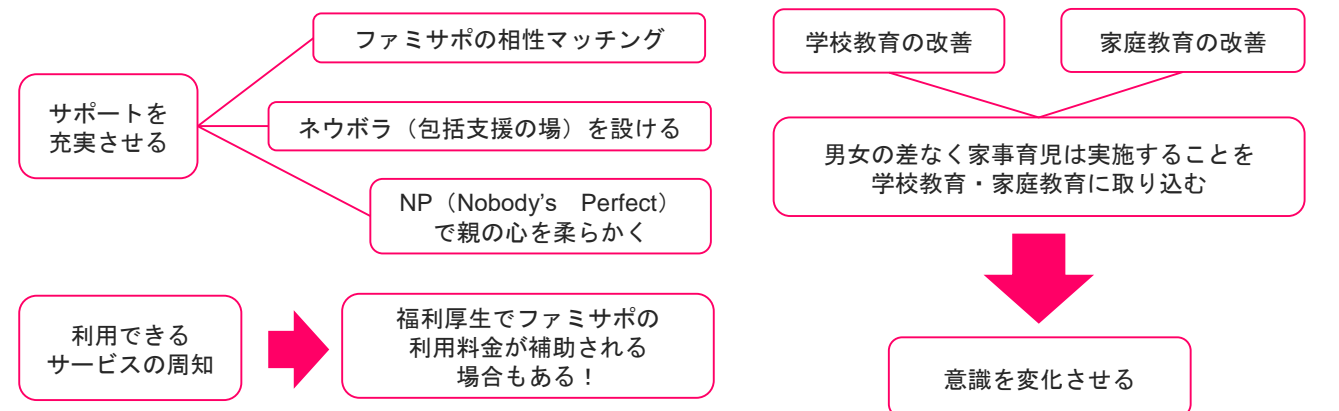 ファミサポの相性マッチング
サポートを
充実させる
ネウボラ（包括支援の場）を設ける
NP（Nobody's　Perfect）
で親の心を柔らかく
利用できる
サービスの周知
福利厚生でファミサポの
利用料金が補助される
場合もある！
学校教育の改善
家庭教育の改善
男女の差なく家事育児は実施することを
学校教育・家庭教育に取り込む
意識を変化させる